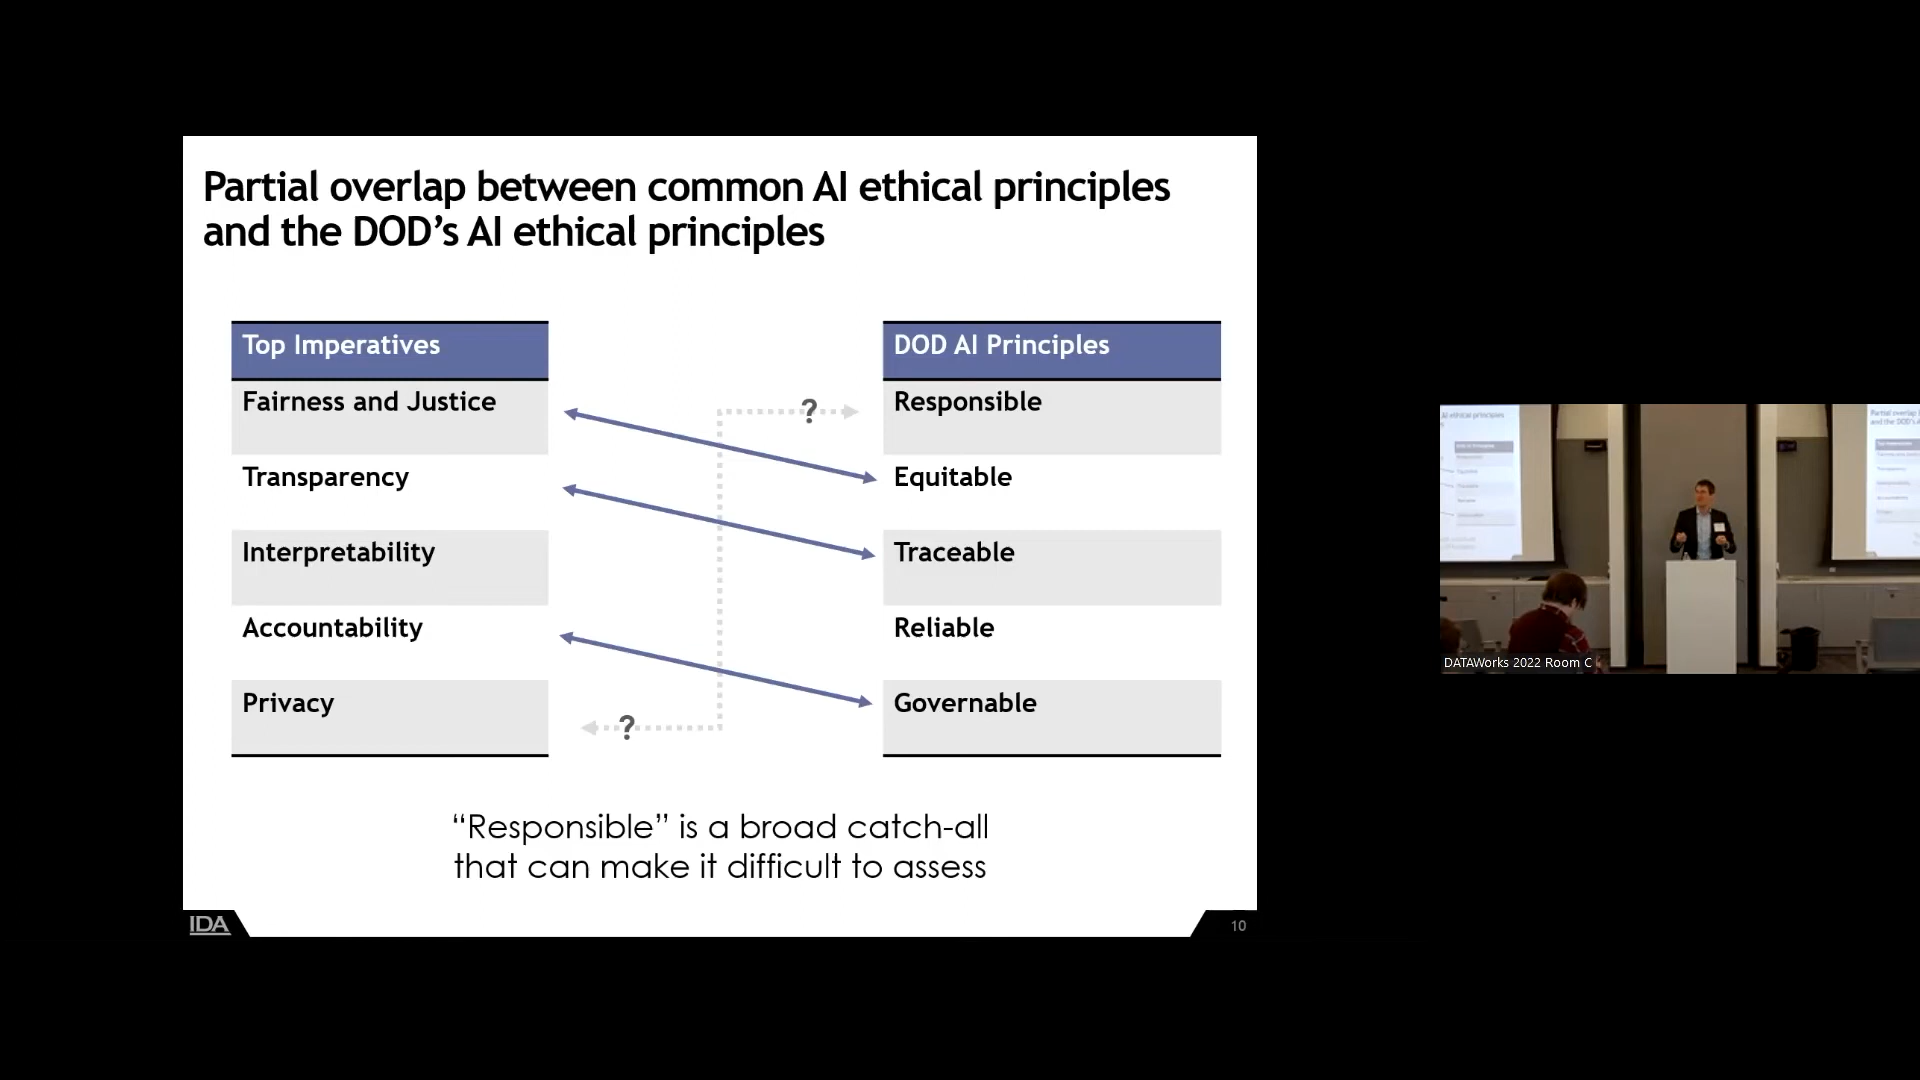 Partial overlap between common AI ethical principles
and the DOD’s AI ethical principles
Top Imperatives
Fairness and Justice
Transparency
Interpretability
Accountability
Privacy
?
?
DOD AI Principles
Responsible
Equitable
Traceable
Reliable
Governable
“Responsible” is a broad catch-all
that can make it difficult to assess
IDA
10
DATAWorks 2022 Room C